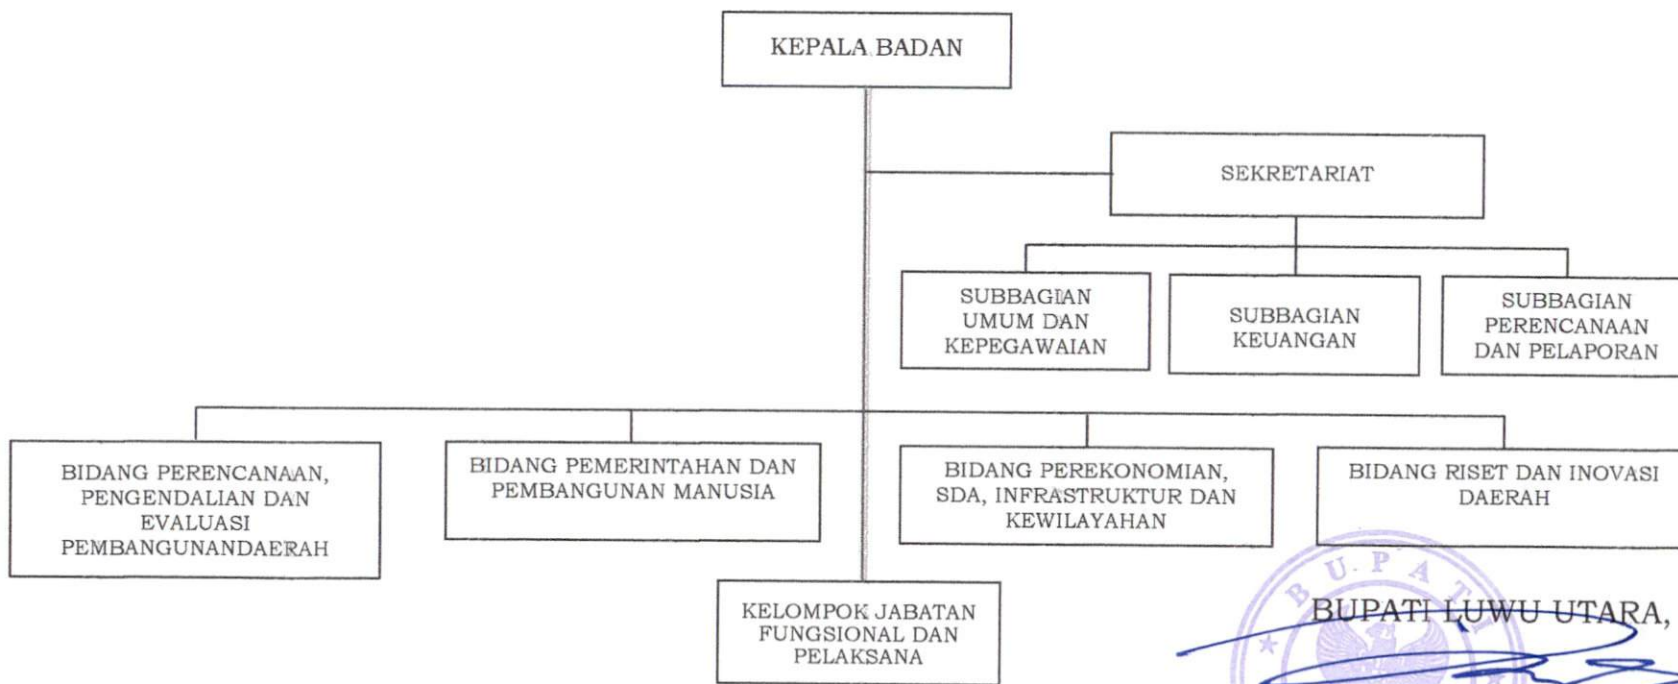 KEPALA BADAN
SEKRETARIAT
SUBBAGIAN
UMUM DAN
KEPEGAWAIAN
SUBBAGIAN
KEUANGAN
SUBBAGIAN
PERENCANAAN
DAN PELAPORAN
BIDANG PERENCANAAN,
PENGENDALIAN DAN
EVALUASI
PEMBANGUNANDAERAH
BIDANG PEMERINTAHAN DAN
PEMBANGUNAN MANUSIA
BIDANG PEREKONOMIAN,
SDA, INFRASTRUKTUR DAN
KEWILAYAHAN
BIDANG RISET DAN INOVASI
DAERAH
KELOMPOK JABATAN
FUNGSIONAL DAN
PELAKSANA
BUPATI
BUPATI LUWU UTARA,